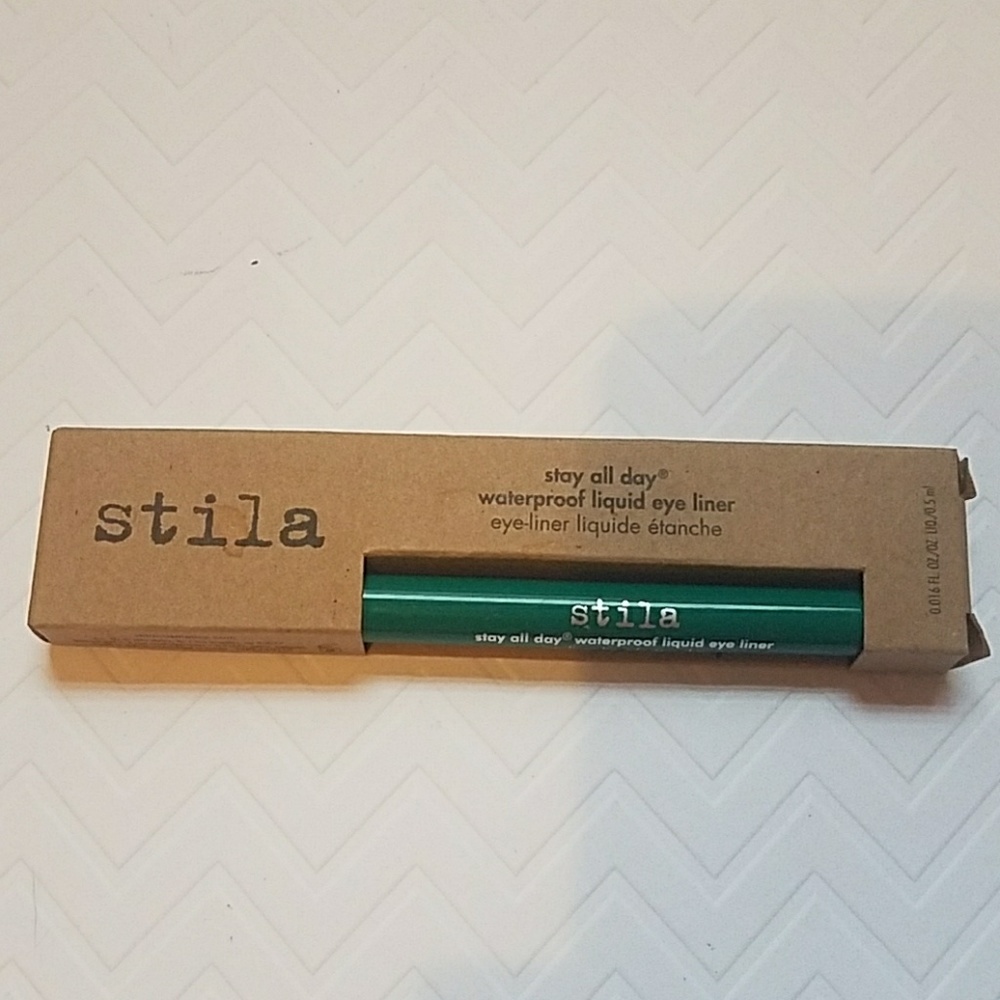 stila
stay all day®
waterproof liquid eye liner
eye-liner liquide étanche
0.016 FL OZ/OZ LIQ/0.5 ml
stila
stay all day® waterproof liquid eye liner